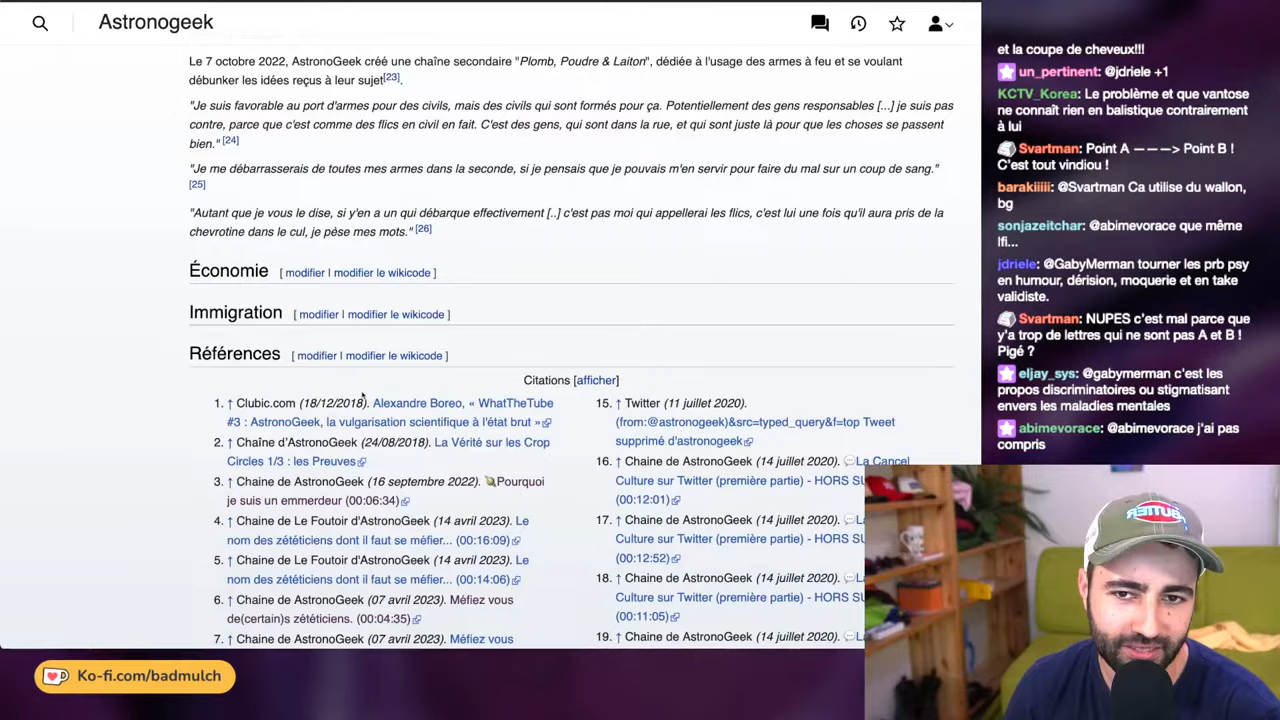 Astronogeek
Le 7 octobre 2022, AstronoGeek créé une chaîne secondaire "Plomb, Poudre & Laiton", dédiée à l'usage des armes à feu et se voulant
débunker les idées reçus à leur sujet[23].
"Je suis favorable au port d'armes pour des civils, mais des civils qui sont formés pour ça. Potentiellement des gens responsables [...] je suis pas
contre, parce que c'est comme des flics en civil en fait. C'est des gens, qui sont dans la rue, et qui sont juste là pour que les choses se passent
bien." [24]
"Je me débarrasserais de toutes mes armes dans la seconde, si je pensais que je pouvais m'en servir pour faire du mal sur un coup de sang."
[25]
"Autant que je vous le dise, si y'en a un qui débarque effectivement [..] c'est pas moi qui appellerai les flics, c'est lui une fois qu'il aura pris de la
chevrotine dans le cul, je pèse mes mots." [26]
Économie [ modifier | modifier le wikicode ]
Immigration [ modifier | modifier le wikicode ]
Références [ modifier | modifier le wikicode ]
Citations [afficher]
1. ↑ Clubic.com (18/12/2018). Alexandre Boreo, « WhatTheTube
#3 : AstronoGeek, la vulgarisation scientifique à l'état brut »
2. ↑ Chaîne d'AstronoGeek (24/08/2018). La Vérité sur les Crop
Circles 1/3 : les Preuves
3. ↑ Chaine de AstronoGeek (16 septembre 2022). Pourquoi
je suis un emmerdeur (00:06:34)
4. ↑ Chaine de Le Foutoir d'AstronoGeek (14 avril 2023). Le
nom des zététiciens dont il faut se méfier... (00:16:09)
5. ↑ Chaine de Le Foutoir d'AstronoGeek (14 avril 2023). Le
nom des zététiciens dont il faut se méfier... (00:14:06)
6. ↑ Chaine de AstronoGeek (07 avril 2023). Méfiez vous
de(certain)s zététiciens. (00:04:35)
7. ↑ Chaine de AstronoGeek (07 avril 2023). Méfiez vous
15. ↑ Twitter (11 juillet 2020).
(from:@astronogeek)&src=typed_query&f=top Tweet
supprimé d'astronogeek
16. ↑ Chaine de AstronoGeek (14 juillet 2020). La Cancel
Culture sur Twitter (première partie) - HORS SU
(00:12:01)
17. ↑ Chaine de AstronoGeek (14 juillet 2020). L
Culture sur Twitter (première partie) - HORS SU
(00:12:52)
18. ↑ Chaine de AstronoGeek (14 juillet 2020). L
Culture sur Twitter (première partie) - HORS SU
(00:11:05)
19. ↑ Chaine de AstronoGeek (14 juillet 2020). L
et la coupe de cheveux!!!
un_pertinent: @jdriele +1
KCTV_Korea: Le problème et que vantose
ne connaît rien en balistique contrairement
à lui
Svartman: Point A ———> Point B !
C'est tout vindiou !
barakiiiii: @Svartman Ca utilise du wallon,
bg
sonjazeitchar: @abimevorace que même
lfi...
jdriele: @GabyMerman tourner les prb psy
en humour, dérision, moquerie et en take
validiste.
Svartman: NUPES c'est mal parce que
y'a trop de lettres qui ne sont pas A et B !
Pigé ?
eljay_sys: @gabymerman c'est les
propos discriminatoires ou stigmatisant
envers les maladies mentales
abimevorace: @abimevorace j'ai pas
compris
Ko-fi.com/badmulch